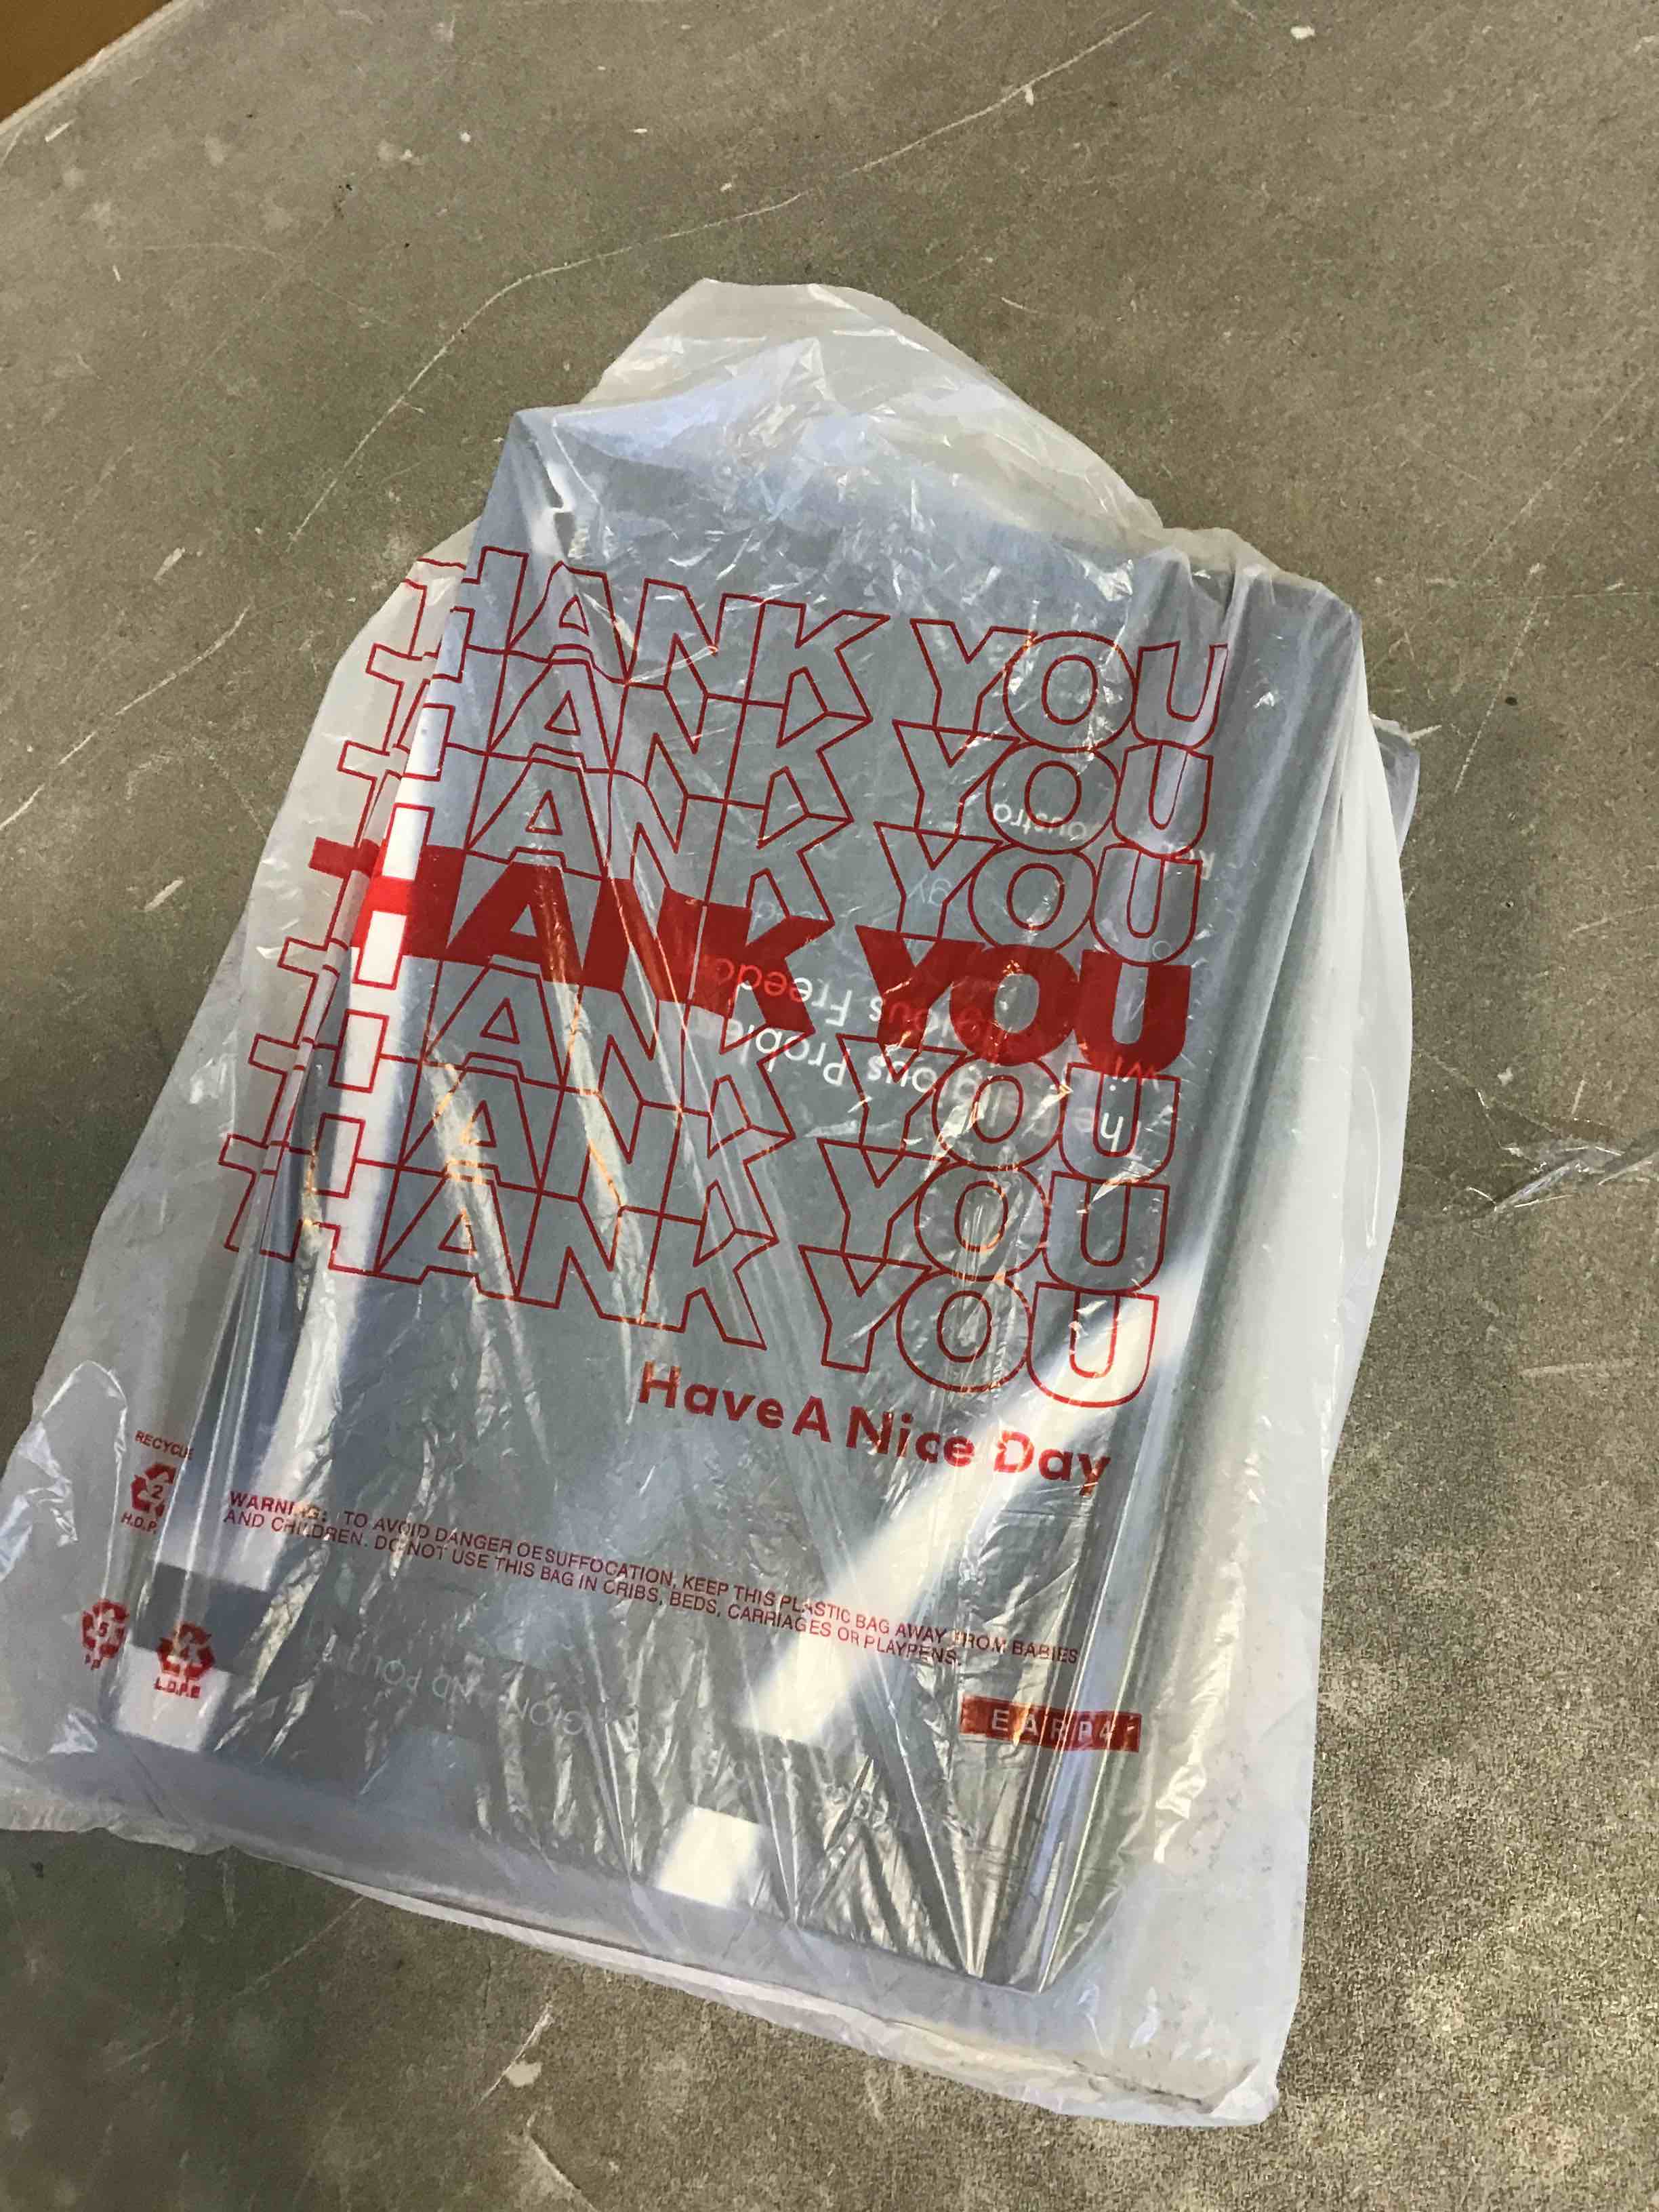 THANK YOU
THANK YOU
THANK YOU
THANK YOU
THANK YOU
THANK YOU
THANK YOU
Have A Nice Day
RECYCLE
2
H.D.P.
WARNING: TO AVOID DANGER OF SUFFOCATION, KEEP THIS PLASTIC BAG AWAY FROM BABIES
AND CHILDREN. DO NOT USE THIS BAG IN CRIBS, BEDS, CARRIAGES OR PLAYPENS.
5
4
L.D.P.E
EARP41